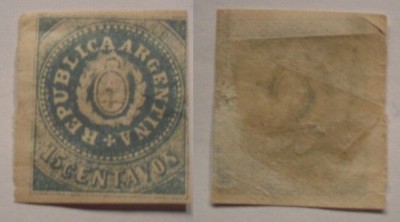 REPUBLICA ARGENTINA
15 CENTAVOS